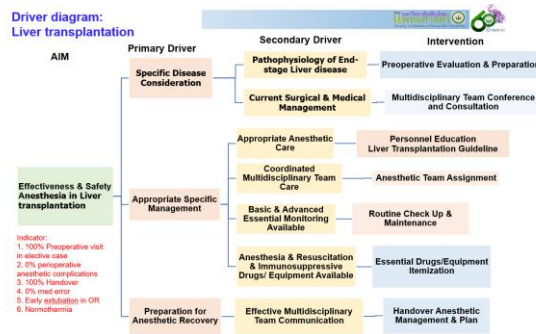 Driver diagram:
Liver transplantation
AIM
Primary Driver
Secondary Driver
Intervention
Specific Disease
Consideration
Pathophysiology of End-
stage Liver disease
Preoperative Evaluation & Preparation
Current Surgical & Medical
Management
Multidisciplinary Team Conference
and Consultation
Effectiveness & Safety
Anesthesia in Liver
transplantation
Appropriate Specific
Management
Appropriate Anesthetic
Care
Personnel Education
Liver Transplantation Guideline
Coordinated
Multidisciplinary Team
Care
Anesthetic Team Assignment
Basic & Advanced
Essential Monitoring
Available
Routine Check Up &
Maintenance
Anesthesia & Resuscitation
& Immunosuppressive
Drugs/ Equipment Available
Essential Drugs/Equipment
Itemization
Preparation for
Anesthetic Recovery
Effective Multidisciplinary
Team Communication
Handover Anesthetic
Management & Plan
Indicator:
1. 100% Preoperative visit
in elective case
2. 0% perioperative
anesthetic complications
3. 100% Handover
4. 0% med error
5. Early extubation in OR
6. Normothermia